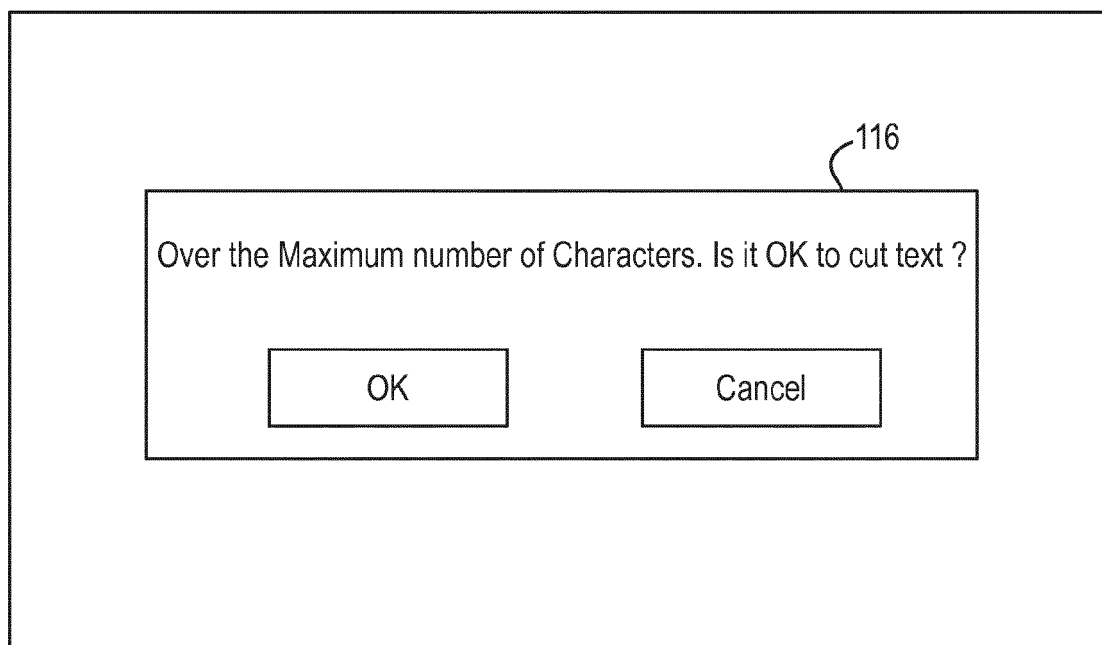 116
Over the Maximum number of Characters. Is it OK to cut text ?
OK
Cancel